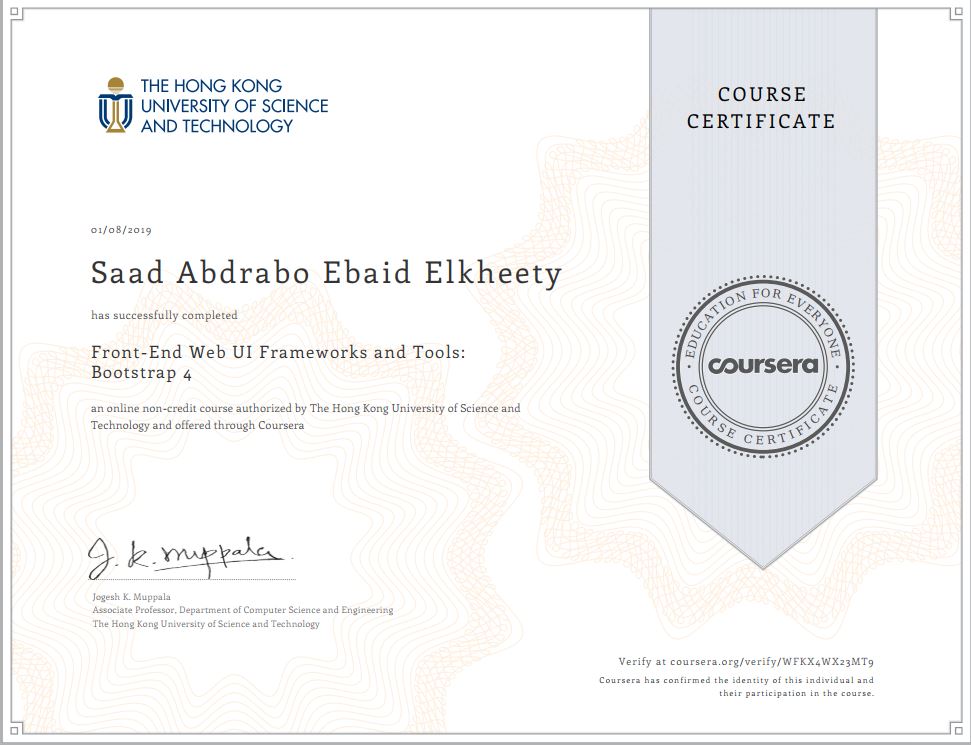 THE HONG KONG
UNIVERSITY OF SCIENCE
AND TECHNOLOGY
COURSE
CERTIFICATE
01/08/2019
Saad Abdrabo Ebaid Elkheety
has successfully completed
Front-End Web UI Frameworks and Tools:
Bootstrap 4
an online non-credit course authorized by The Hong Kong University of Science and
Technology and offered through Coursera
EDUCATION FOR EVERYONE
coursera
COURSE CERTIFICATE
J. K. Muppala
Jogesh K. Muppala
Associate Professor, Department of Computer Science and Engineering
The Hong Kong University of Science and Technology
Verify at coursera.org/verify/WFKX4WX23MT9
Coursera has confirmed the identity of this individual and
their participation in the course.